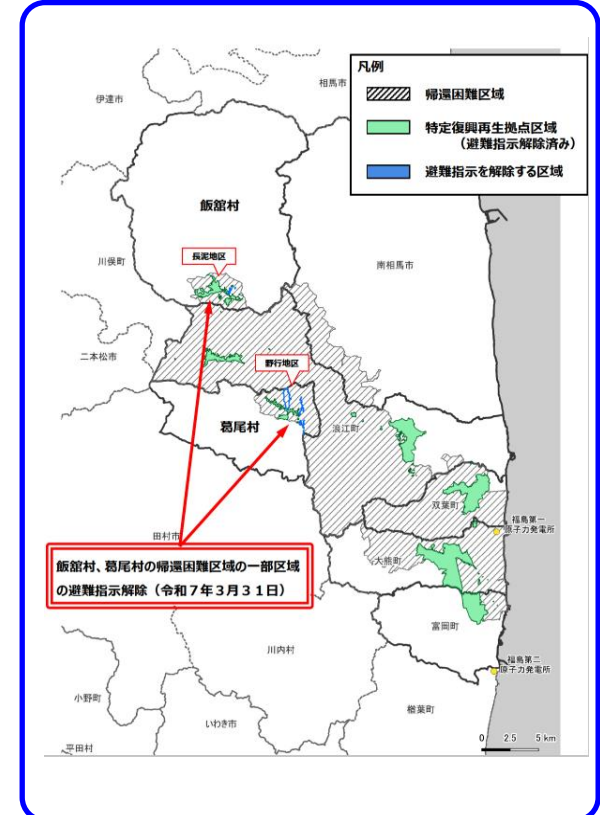 凡例
帰還困難区域
特定復興再生拠点区域
（避難指示解除済み）
避難指示を解除する区域
相馬市
伊達市
飯舘村
川俣町
長泥地区
南相馬市
二本松市
野行地区
葛尾村
浪江町
双葉町
福島第一
原子力発電所
田村市
大熊町
飯舘村、葛尾村の帰還困難区域の一部区域
の避難指示解除（令和７年３月３１日）
富岡町
川内村
福島第二
原子力発電所
小野町
楢葉町
いわき市
平田村
0 2.5 5 km